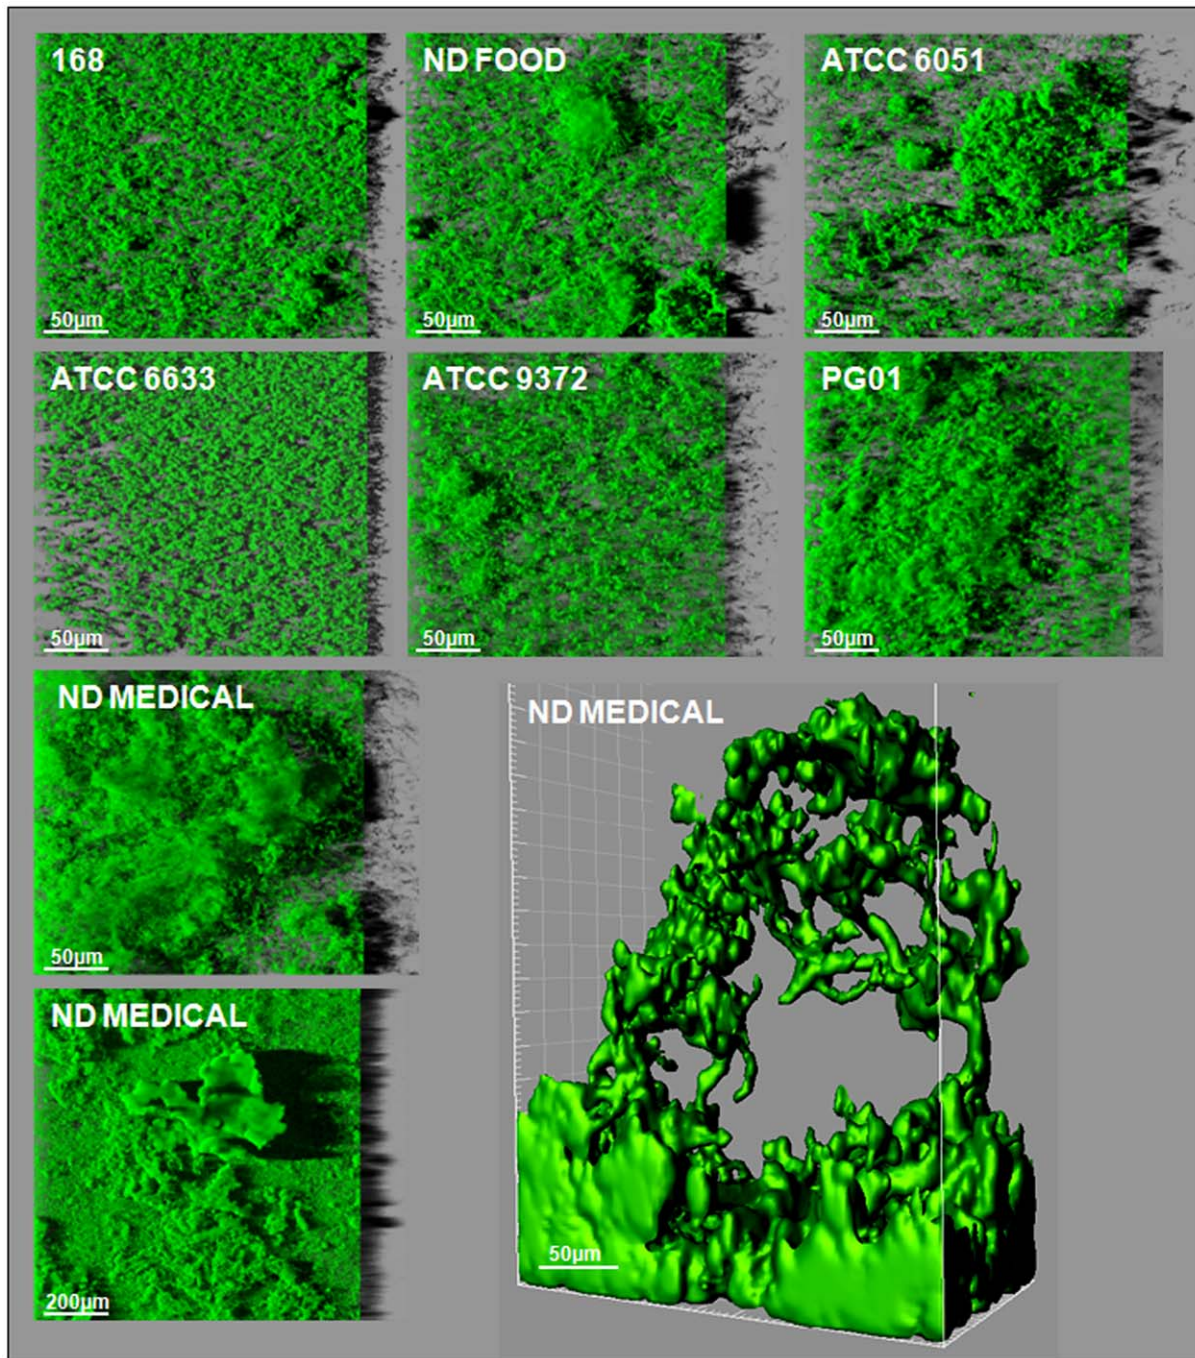 168
ND FOOD
ATCC 6051
50µm
50µm
50µm
ATCC 6633
ATCC 9372
PG01
50µm
50µm
50µm
ND MEDICAL
50µm
ND MEDICAL
200µm
ND MEDICAL
50µm